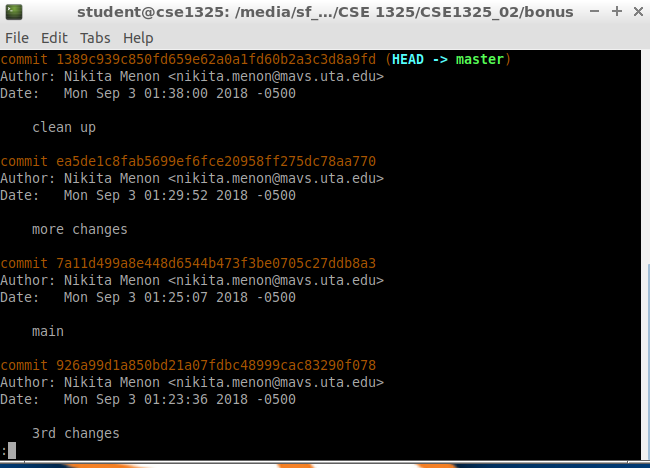 student@cse1325: /media/sf_.../CSE 1325/CSE1325_02/bonus
File Edit Tabs Help
commit 1389c939c850fd659e62a0a1fd60b2a3c3d8a9fd (HEAD -> master)
Author: Nikita Menon <nikita.menon@mavs.uta.edu>
Date:   Mon Sep 3 01:38:00 2018 -0500
clean up
commit ea5de1c8fab5699ef6fce20958ff275dc78aa770
Author: Nikita Menon <nikita.menon@mavs.uta.edu>
Date:   Mon Sep 3 01:29:52 2018 -0500
more changes
commit 7a11d499a8e448d6544b473f3be0705c27ddb8a3
Author: Nikita Menon <nikita.menon@mavs.uta.edu>
Date:   Mon Sep 3 01:25:07 2018 -0500
main
commit 926a99d1a850bd21a07fdbc48999cac83290f078
Author: Nikita Menon <nikita.menon@mavs.uta.edu>
Date:   Mon Sep 3 01:23:36 2018 -0500
3rd changes
: